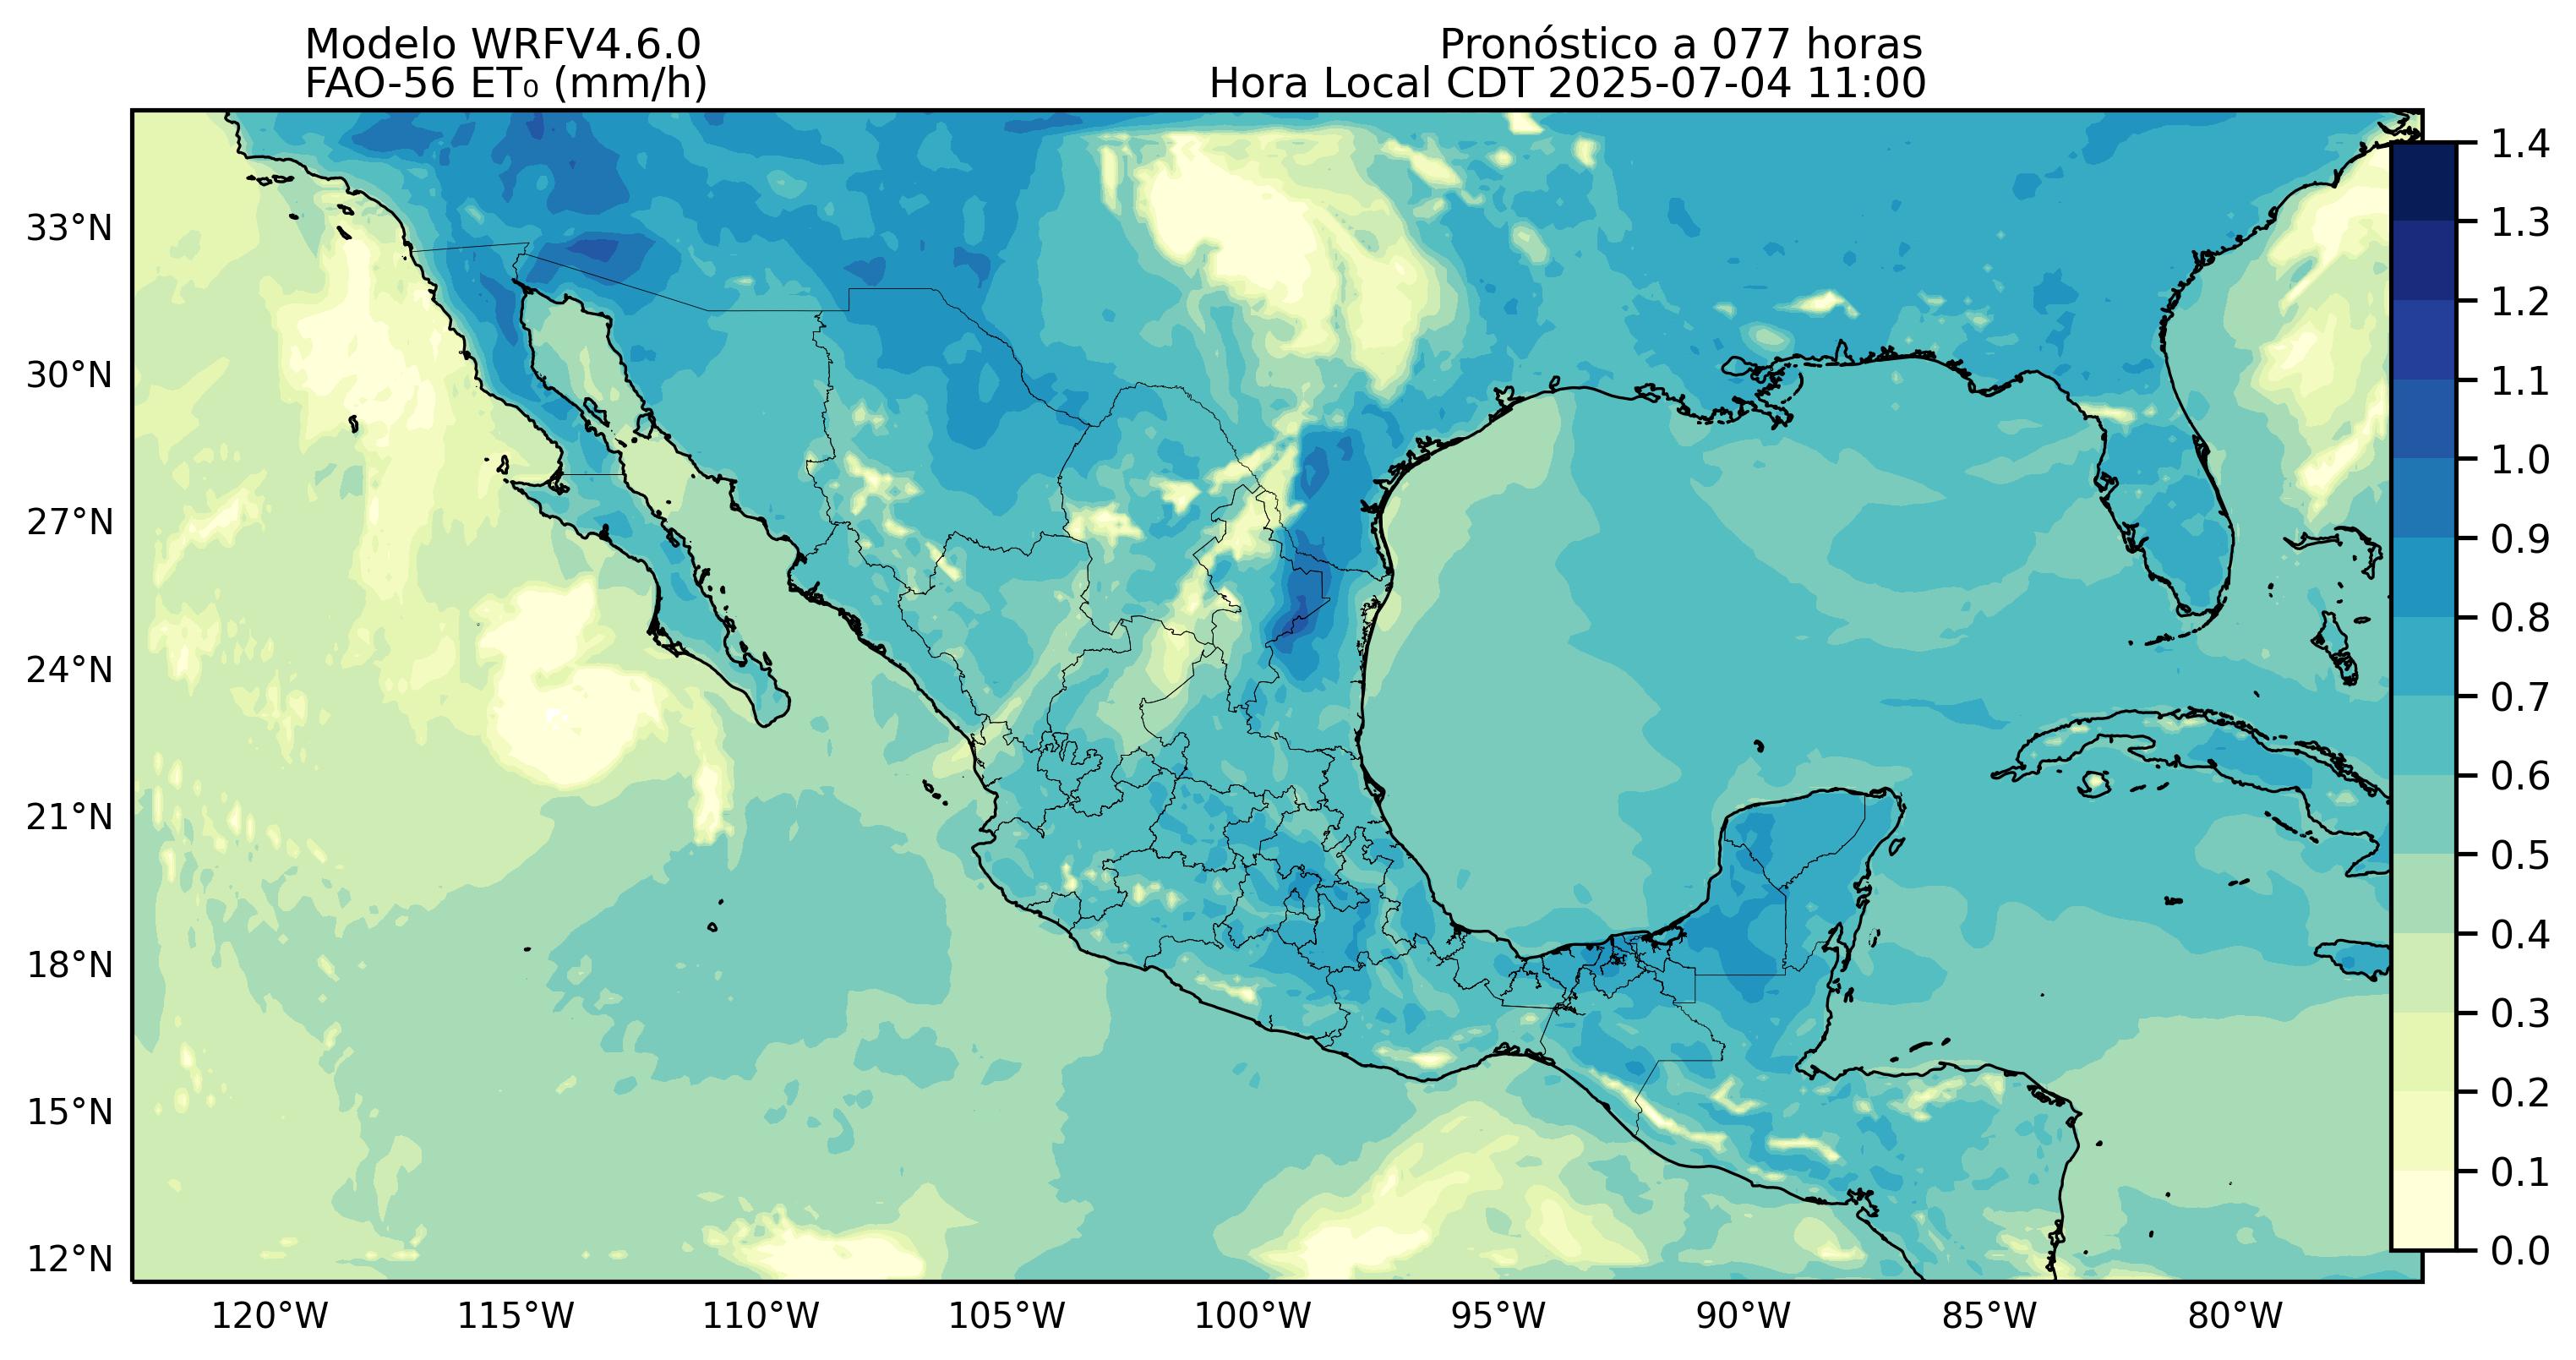 Modelo WRFV4.6.0
FAO-56 ET₀ (mm/h)
Pronóstico a 077 horas
Hora Local CDT 2025-07-04 11:00
33°N
30°N
27°N
24°N
21°N
18°N
15°N
12°N
120°W
115°W
110°W
105°W
100°W
95°W
90°W
85°W
80°W
1.4
1.3
1.2
1.1
1.0
0.9
0.8
0.7
0.6
0.5
0.4
0.3
0.2
0.1
0.0